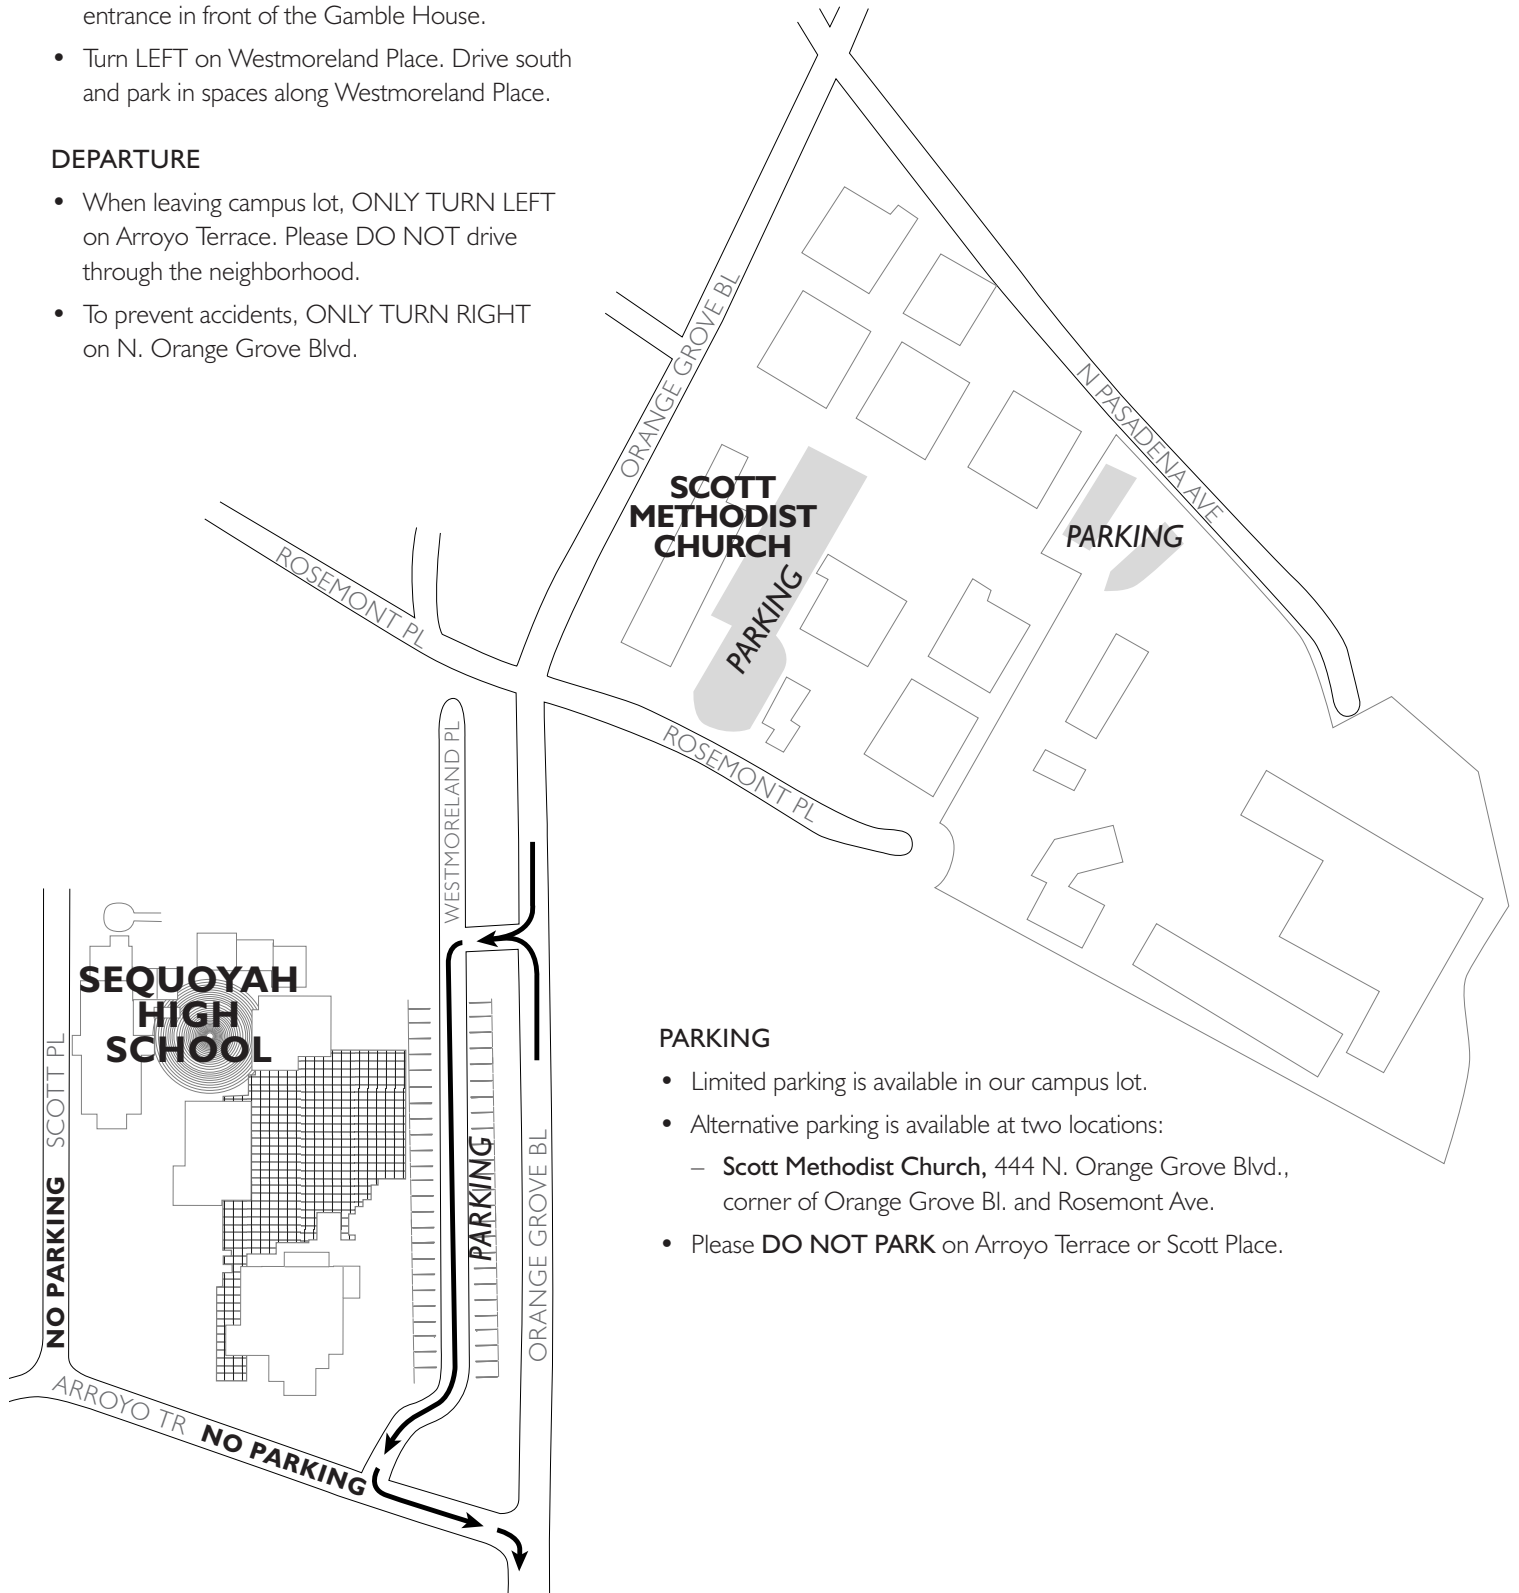 entrance in front of the Gamble House.
• Turn LEFT on Westmoreland Place. Drive south
and park in spaces along Westmoreland Place.
DEPARTURE
• When leaving campus lot, ONLY TURN LEFT
on Arroyo Terrace. Please DO NOT drive
through the neighborhood.
• To prevent accidents, ONLY TURN RIGHT
on N. Orange Grove Blvd.
ORANGE GROVE BL
N PASADENA AVE
SCOTT
METHODIST
CHURCH
PARKING
PARKING
ROSEMONT PL
ROSEMONT PL
WESTMORELAND PL
SEQUOYAH
HIGH
SCHOOL
SCOTT PL
NO PARKING
PARKING
ORANGE GROVE BL
ARROYO TR
NO PARKING
PARKING
• Limited parking is available in our campus lot.
• Alternative parking is available at two locations:
– Scott Methodist Church, 444 N. Orange Grove Blvd.,
corner of Orange Grove Bl. and Rosemont Ave.
• Please DO NOT PARK on Arroyo Terrace or Scott Place.